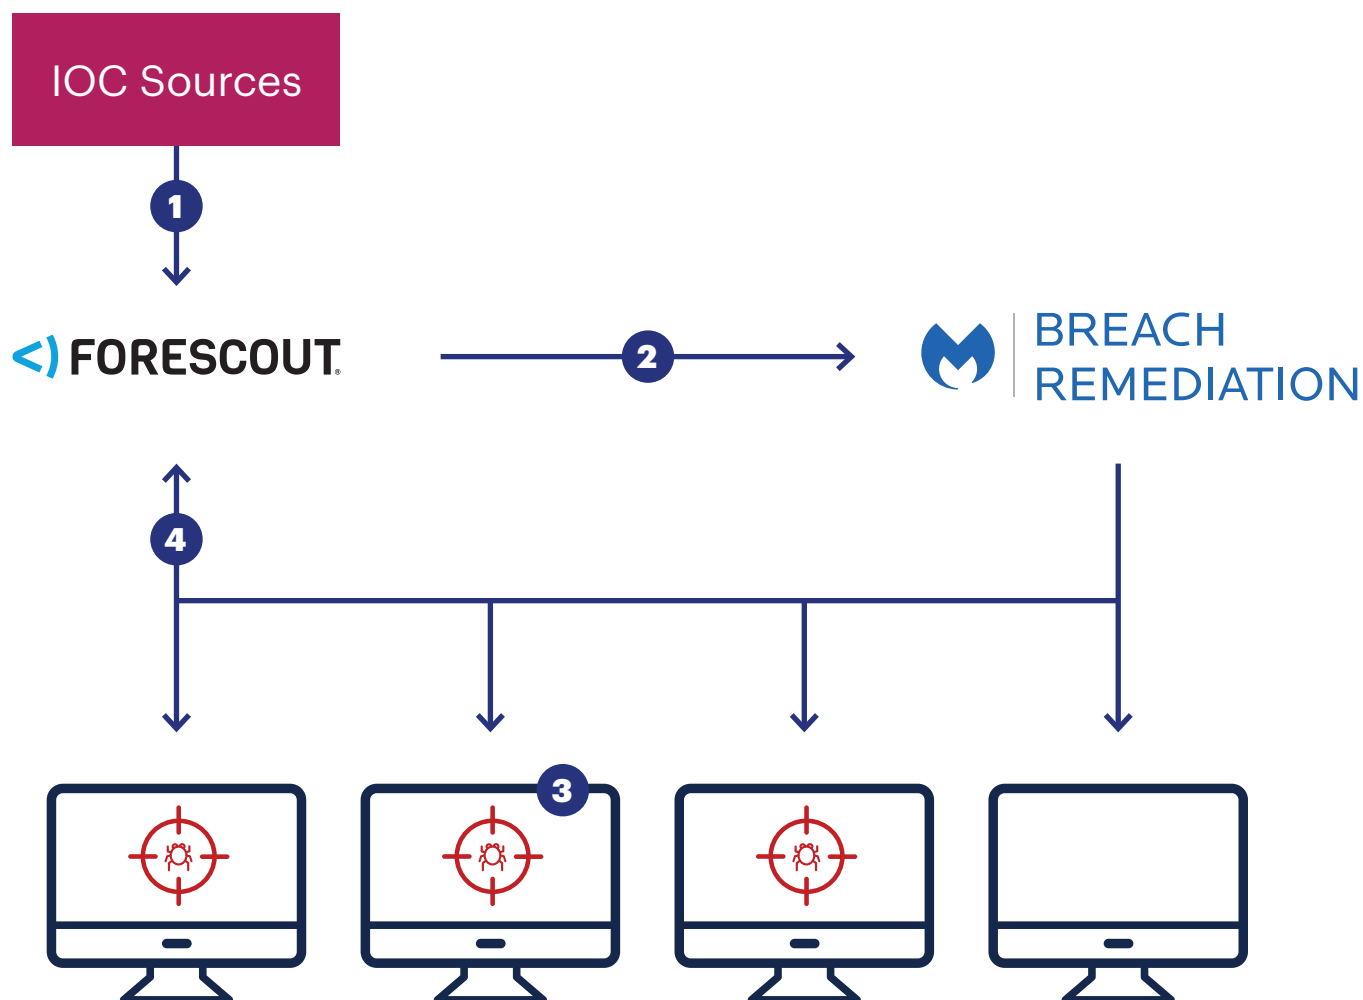 IOC Sources
1
<) FORESCOUT®
2
BREACH
REMEDIATION
4
3